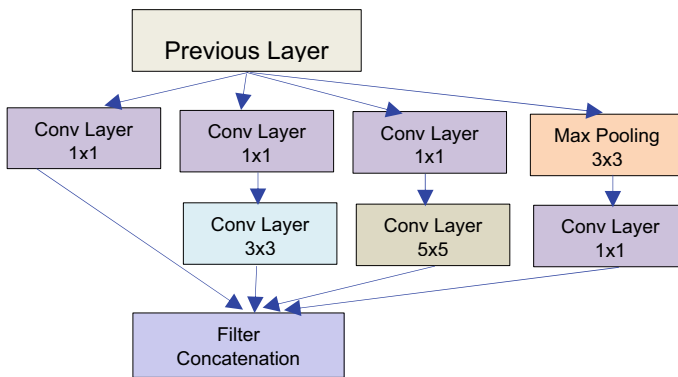 Previous Layer
Conv Layer
1x1
Conv Layer
1x1
Conv Layer
1x1
Max Pooling
3x3
Conv Layer
3x3
Conv Layer
5x5
Conv Layer
1x1
Filter
Concatenation